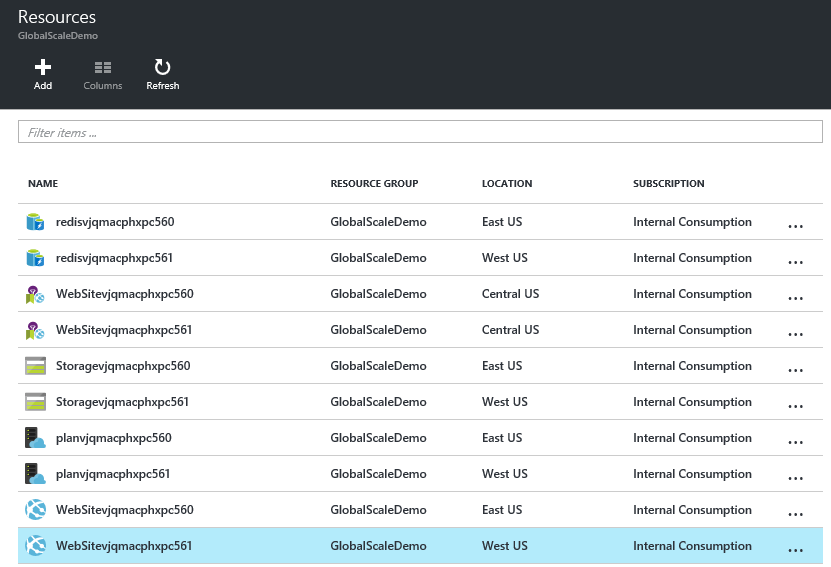 Resources
GlobalScaleDemo
Add Columns Refresh
Filter items ...
NAME RESOURCE GROUP LOCATION SUBSCRIPTION
redisvjqmacphxpc560 GlobalScaleDemo East US Internal Consumption ...
redisvjqmacphxpc561 GlobalScaleDemo West US Internal Consumption ...
WebSitevjqmacphxpc560 GlobalScaleDemo Central US Internal Consumption ...
WebSitevjqmacphxpc561 GlobalScaleDemo Central US Internal Consumption ...
Storagevjqmacphxpc560 GlobalScaleDemo East US Internal Consumption ...
Storagevjqmacphxpc561 GlobalScaleDemo West US Internal Consumption ...
planvjqmacphxpc560 GlobalScaleDemo East US Internal Consumption ...
planvjqmacphxpc561 GlobalScaleDemo West US Internal Consumption ...
WebSitevjqmacphxpc560 GlobalScaleDemo East US Internal Consumption ...
WebSitevjqmacphxpc561 GlobalScaleDemo West US Internal Consumption ...